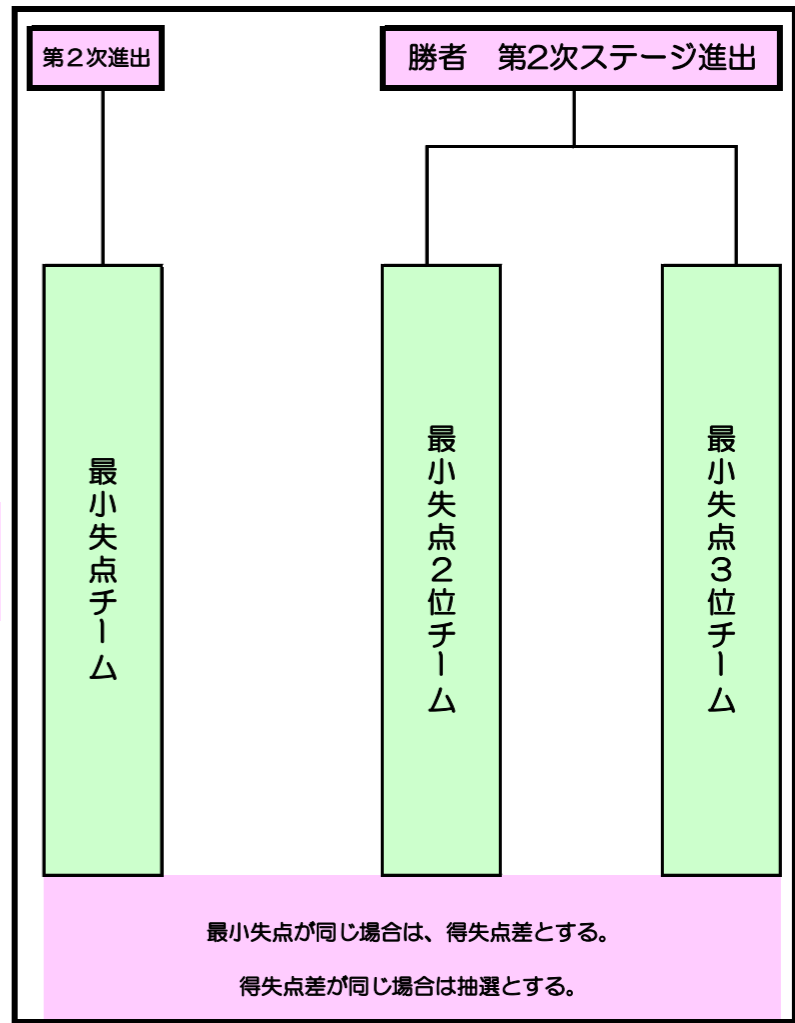 第２次進出
勝者　第2次ステージ進出
最小失点チーム
最小失点２位チーム
最小失点３位チーム
最小失点が同じ場合は、得失点差とする。
得失点差が同じ場合は抽選とする。